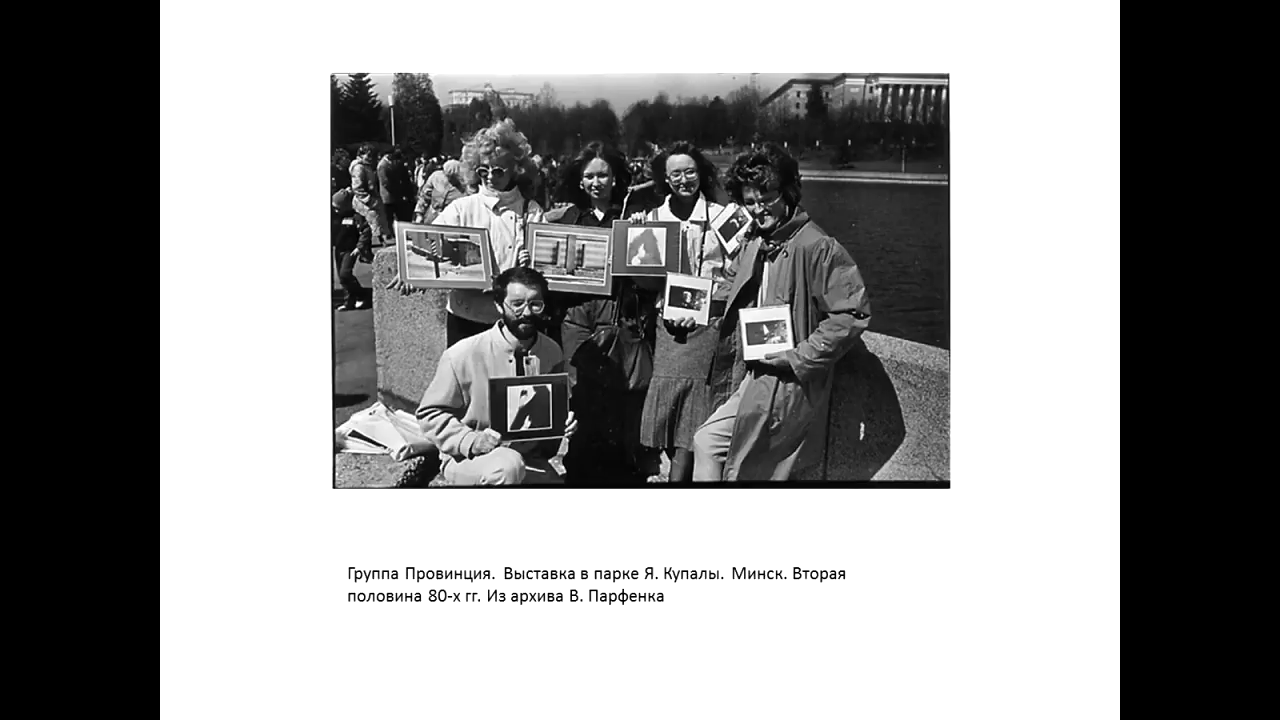 Группа Провинция. Выставка в парке Я. Купалы. Минск. Вторая
половина 80-х гг. Из архива В. Парфенка